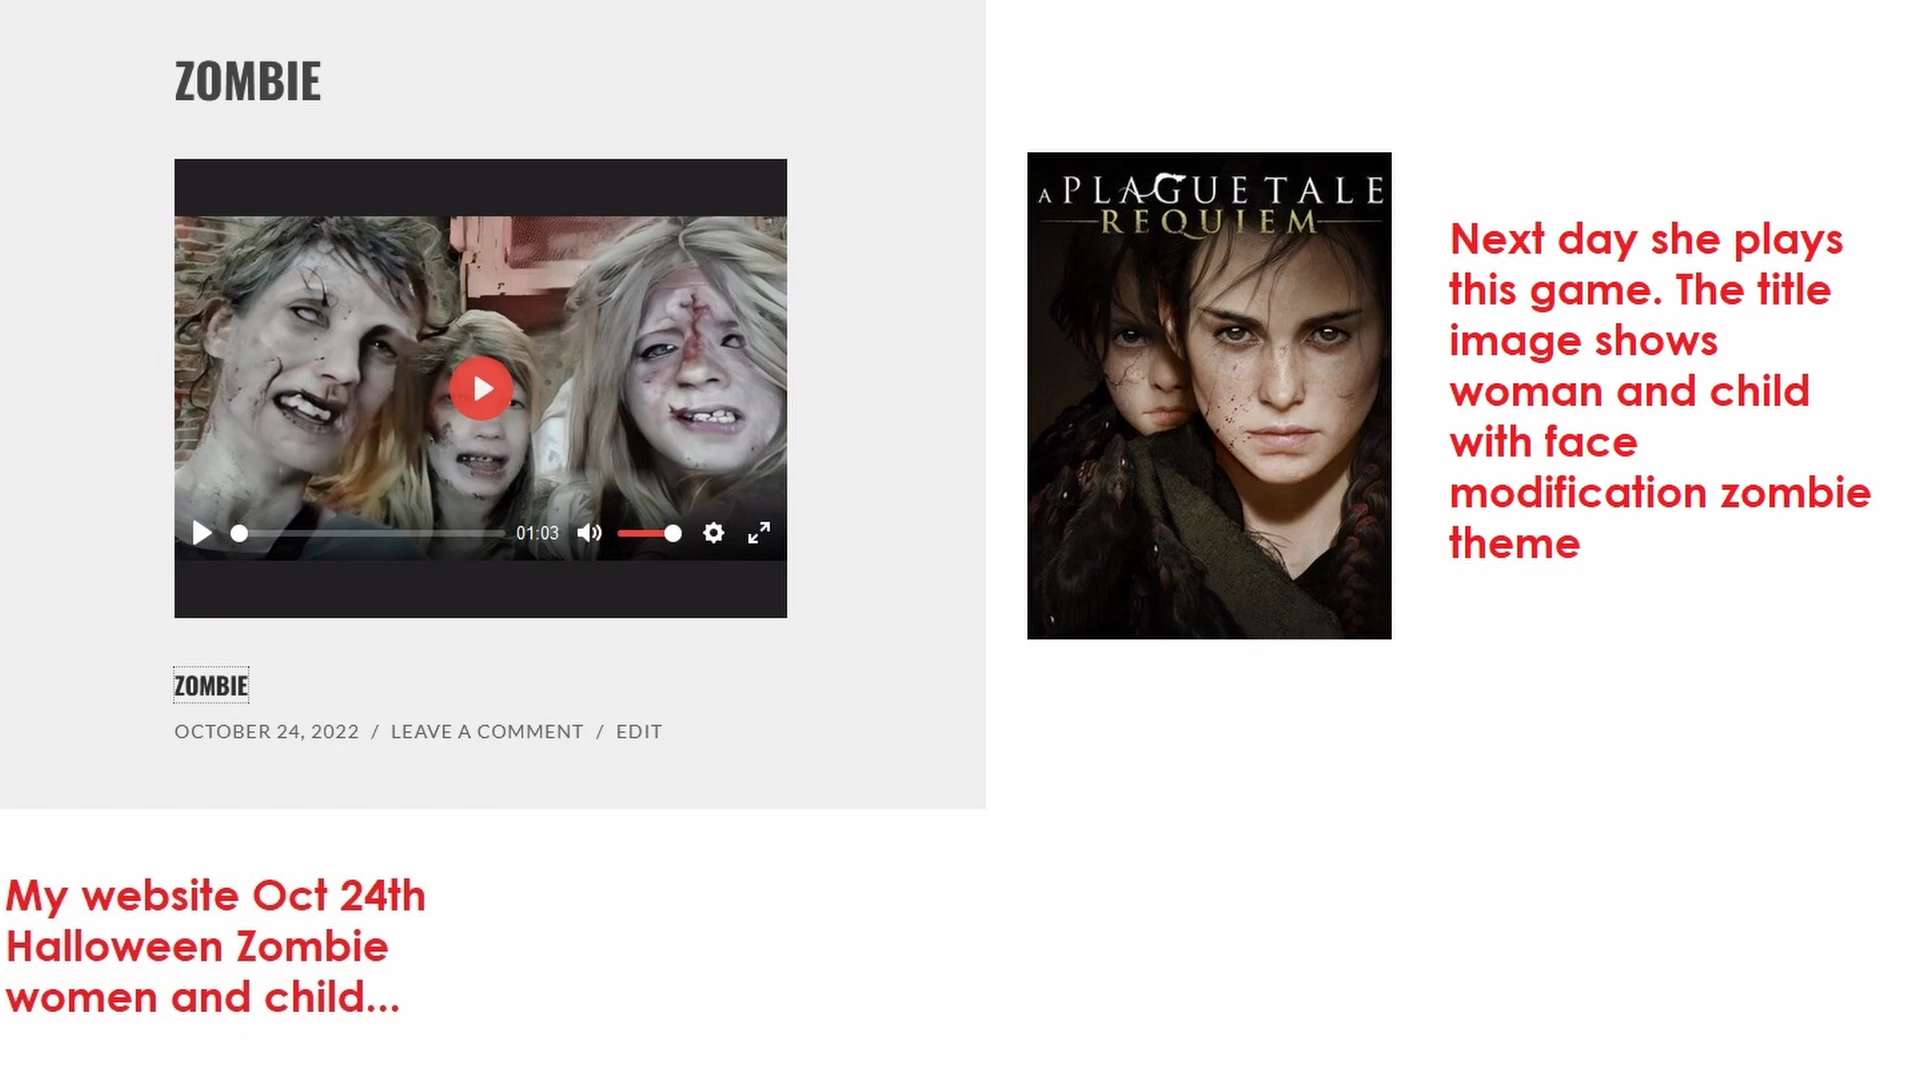 ZOMBIE
01:03
ZOMBIE
OCTOBER 24, 2022 / LEAVE A COMMENT / EDIT
A PLAGUE TALE
REQUIEM
Next day she plays
this game. The title
image shows
woman and child
with face
modification zombie
theme
My website Oct 24th
Halloween Zombie
women and child...